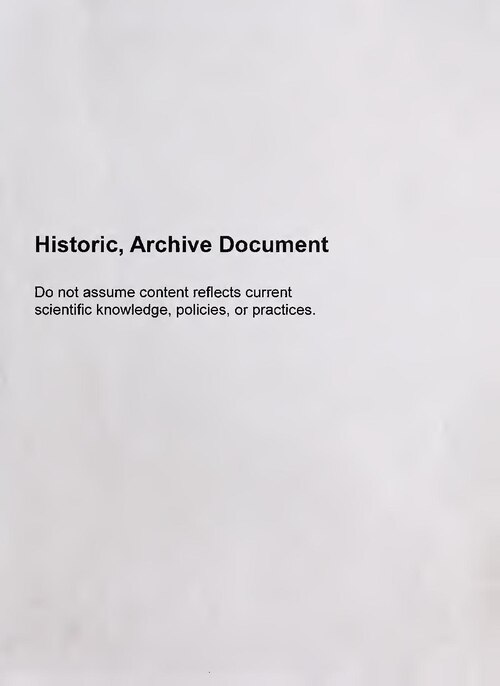 Historic, Archive Document
Do not assume content reflects current
scientific knowledge, policies, or practices.